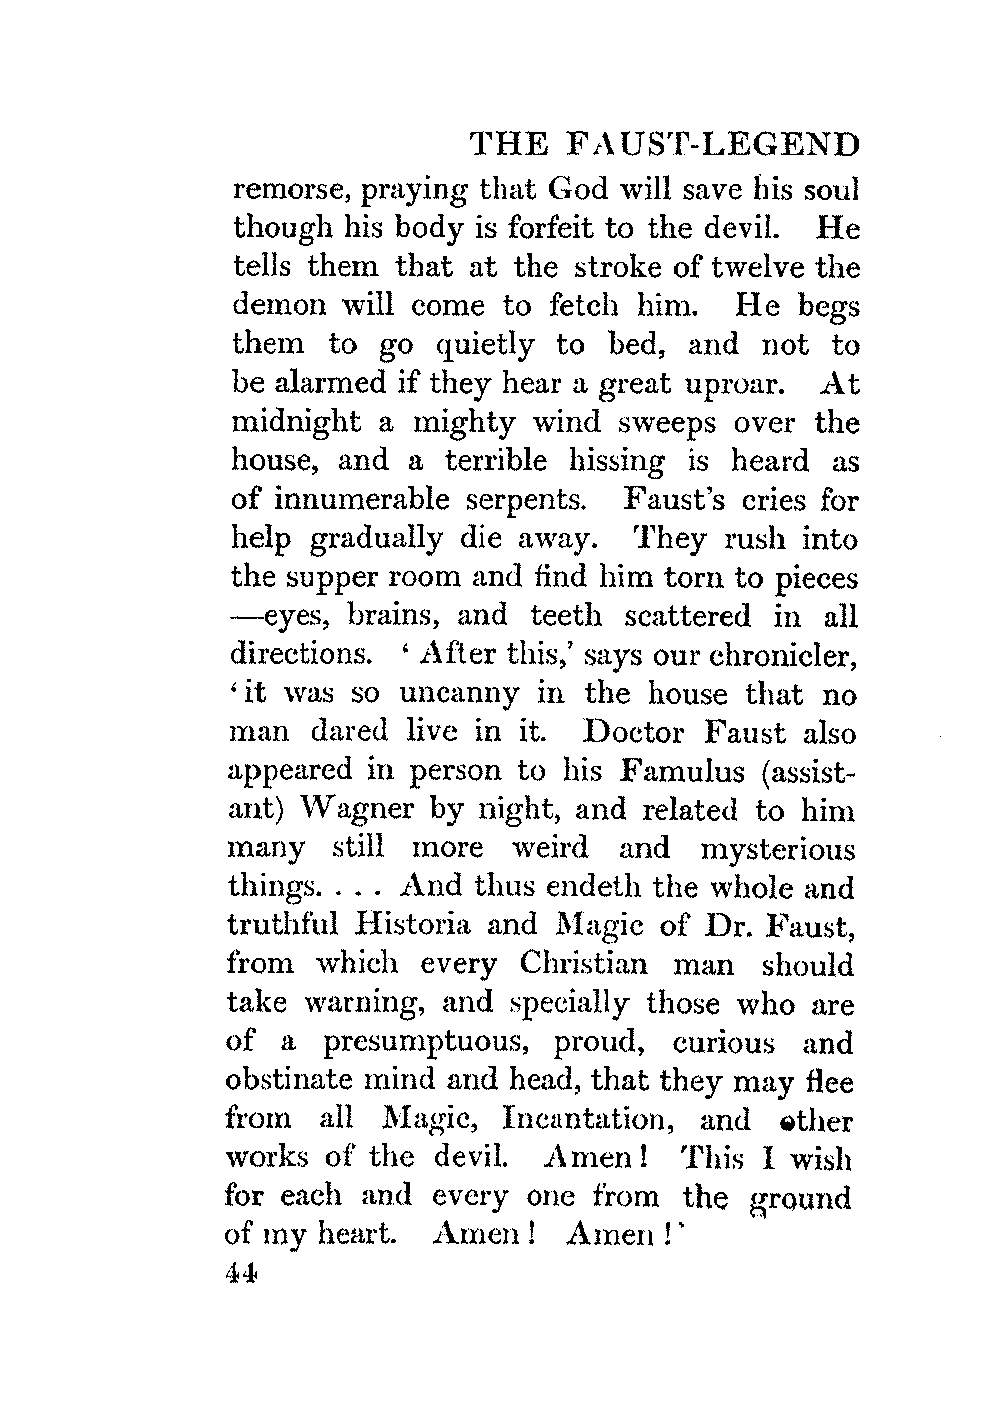 THE FAUST-LEGEND
remorse, praying that God will save his soul
though his body is forfeit to the devil. He
tells them that at the stroke of twelve the
demon will come to fetch him. He begs
them to go quietly to bed, and not to
be alarmed if they hear a great uproar. At
midnight a mighty wind sweeps over the
house, and a terrible hissing is heard as
of innumerable serpents. Faust's cries for
help gradually die away. They rush into
the supper room and find him torn to pieces
—eyes, brains, and teeth scattered in all
directions. ‘ After this,’ says our chronicler,
‘it was so uncanny in the house that no
man dared live in it. Doctor Faust also
appeared in person to his Famulus (assist-
ant) Wagner by night, and related to him
many still more weird and mysterious
things. . . . And thus endeth the whole and
truthful Historia and Magic of Dr. Faust,
from which every Christian man should
take warning, and specially those who are
of a presumptuous, proud, curious and
obstinate mind and head, that they may flee
from all Magic, Incantation, and other
works of the devil. Amen! This I wish
for each and every one from the ground
of my heart. Amen! Amen!’
44